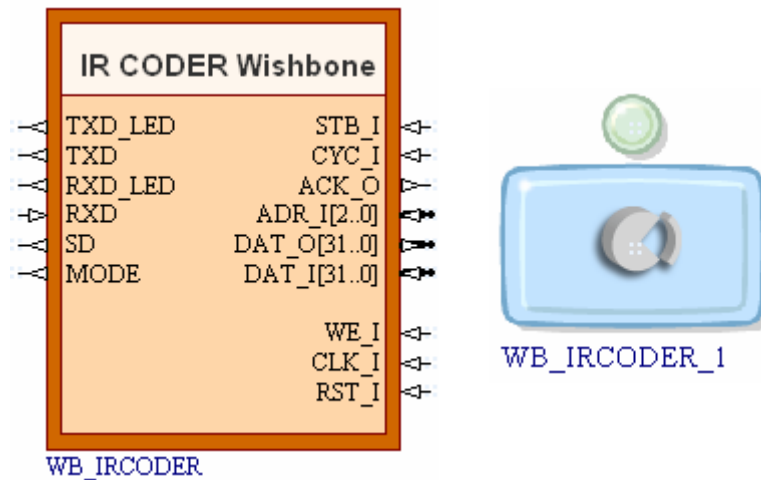 IR CODER Wishbone
TXD_LED
TXD
RXD_LED
RXD
SD
MODE
STB_I
CYC_I
ACK_O
ADR_I[2..0]
DAT_O[31..0]
DAT_I[31..0]
WE_I
CLK_I
RST_I
WB_IRCODER
WB_IRCODER_1